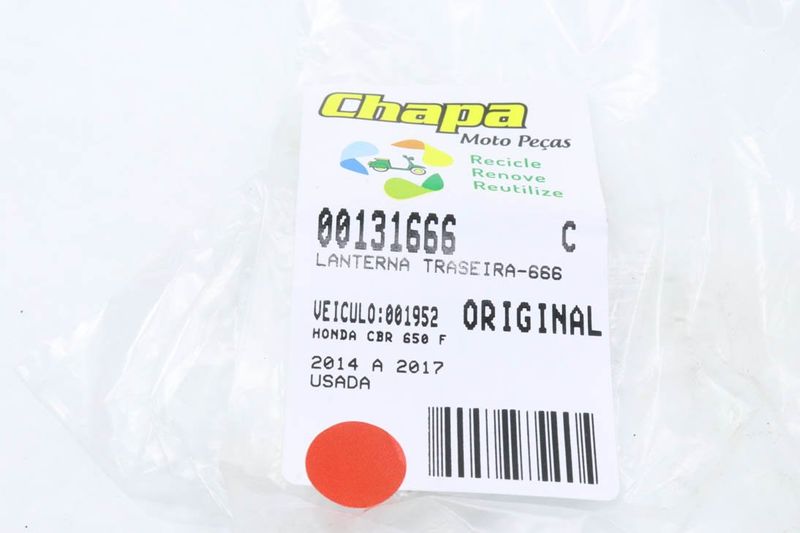 Chapa
Moto Peças
Recicle
Renove
Reutilize
00131666 C
LANTERNA TRASEIRA-666
VEICULO:001952 ORIGINAL
HONDA CBR 650 F
2014 A 2017
USADA